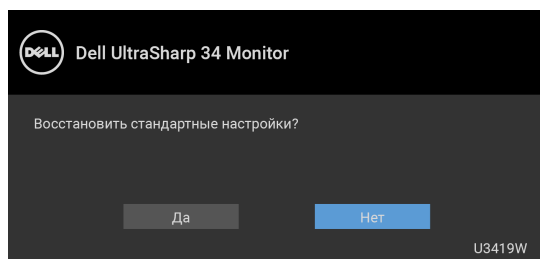 DELL Dell UltraSharp 34 Monitor
Восстановить стандартные настройки?
Да Нет
U3419W